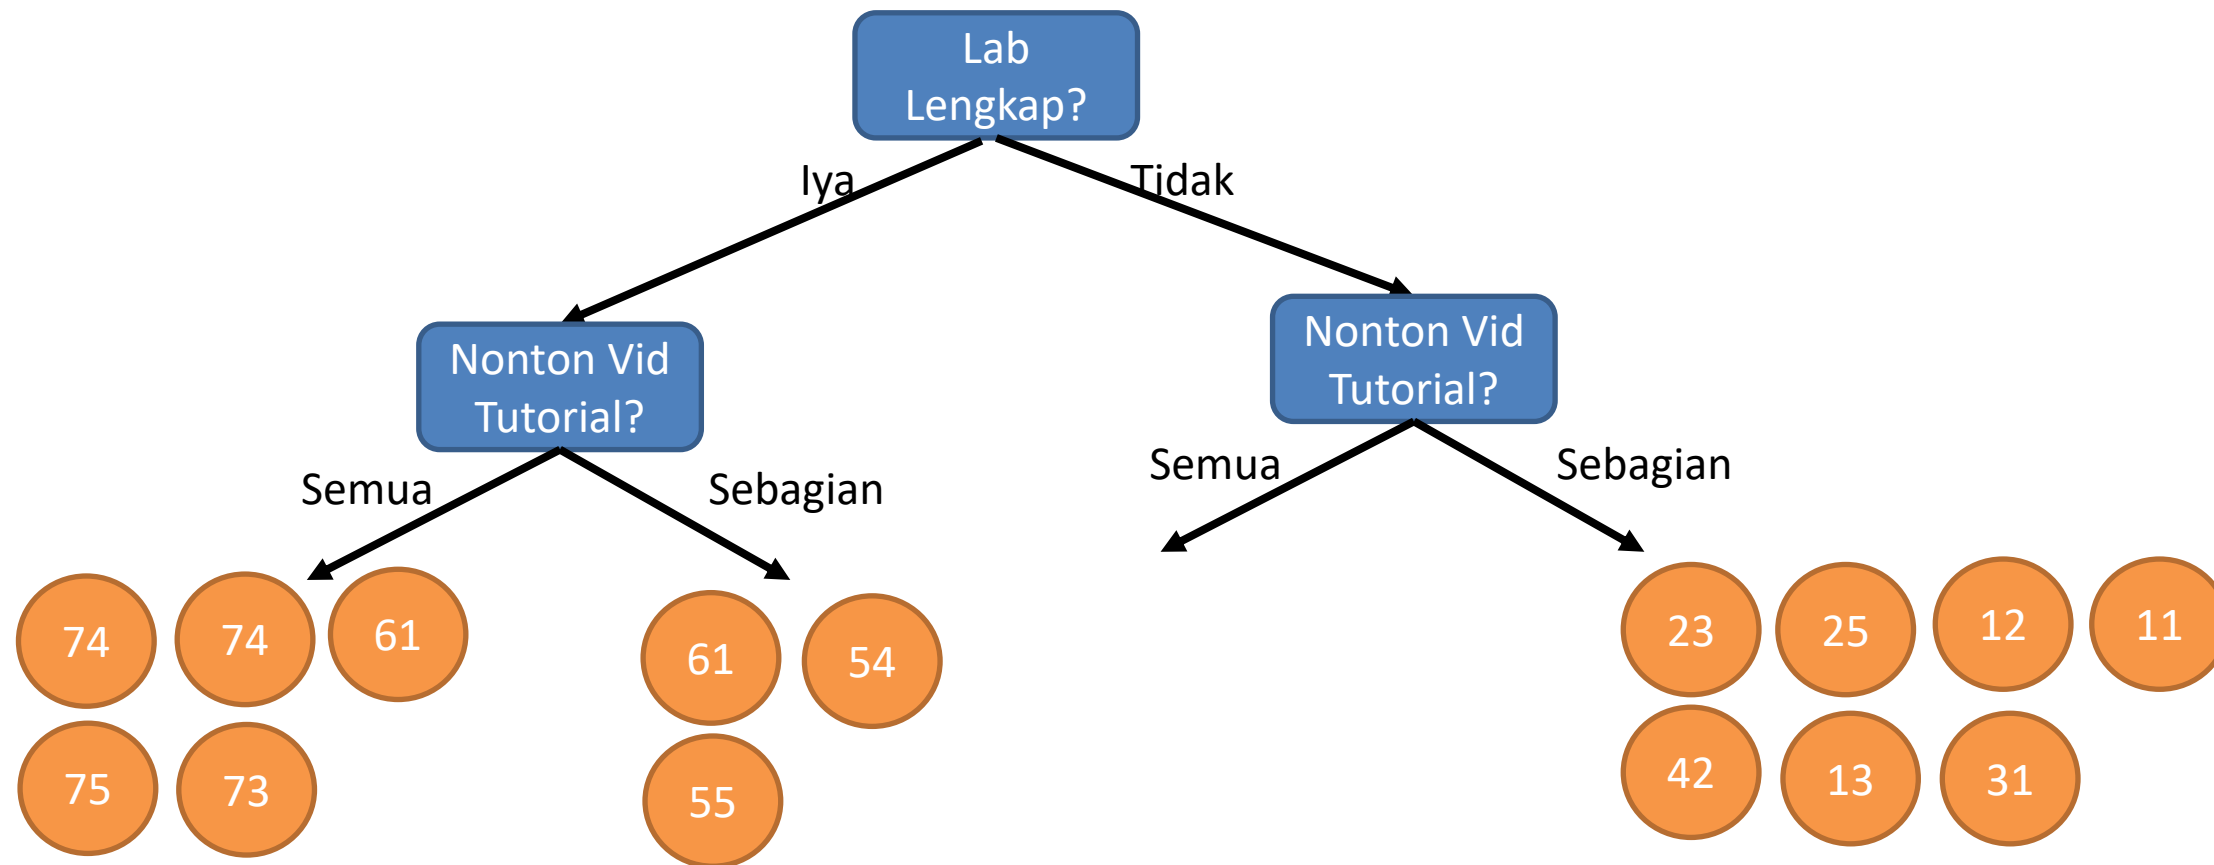 Lab
Lengkap?
Iya
Tidak
Nonton Vid
Tutorial?
Nonton Vid
Tutorial?
Semua
Sebagian
Semua
Sebagian
74
74
61
75
73
61
54
55
23
25
12
11
42
13
31